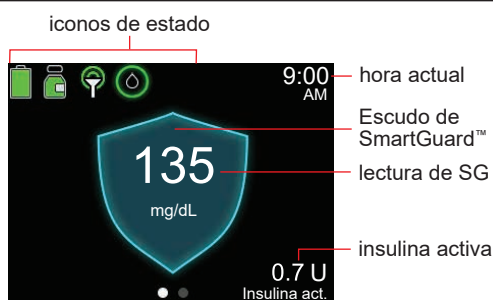 iconos de estado
9:00
AM
hora actual
Escudo de
SmartGuard™
135
lectura de SG
mg/dL
insulina activa
0.7 U
Insulina act.